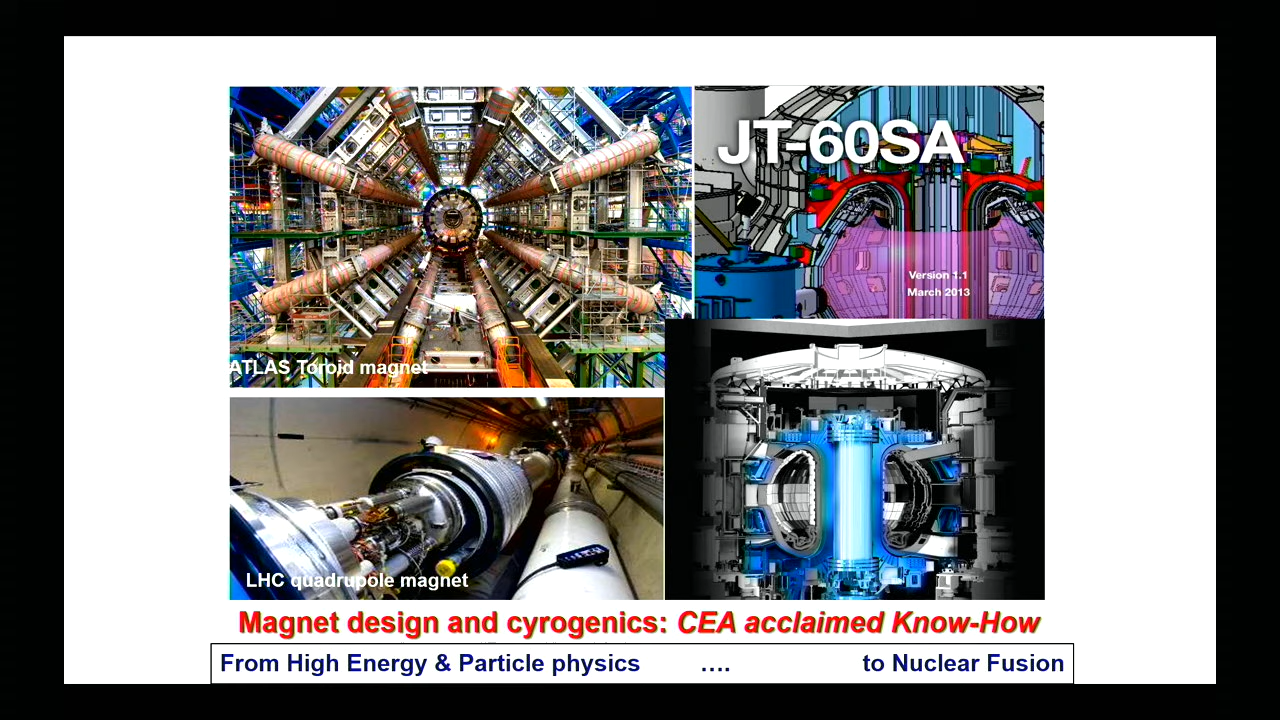 JT-60SA
Version 1.1
March 2013
ATLAS Toroid magnet
LHC quadrupole magnet
Magnet design and cyrogenics: CEA acclaimed Know-How
From High Energy & Particle physics .... to Nuclear Fusion